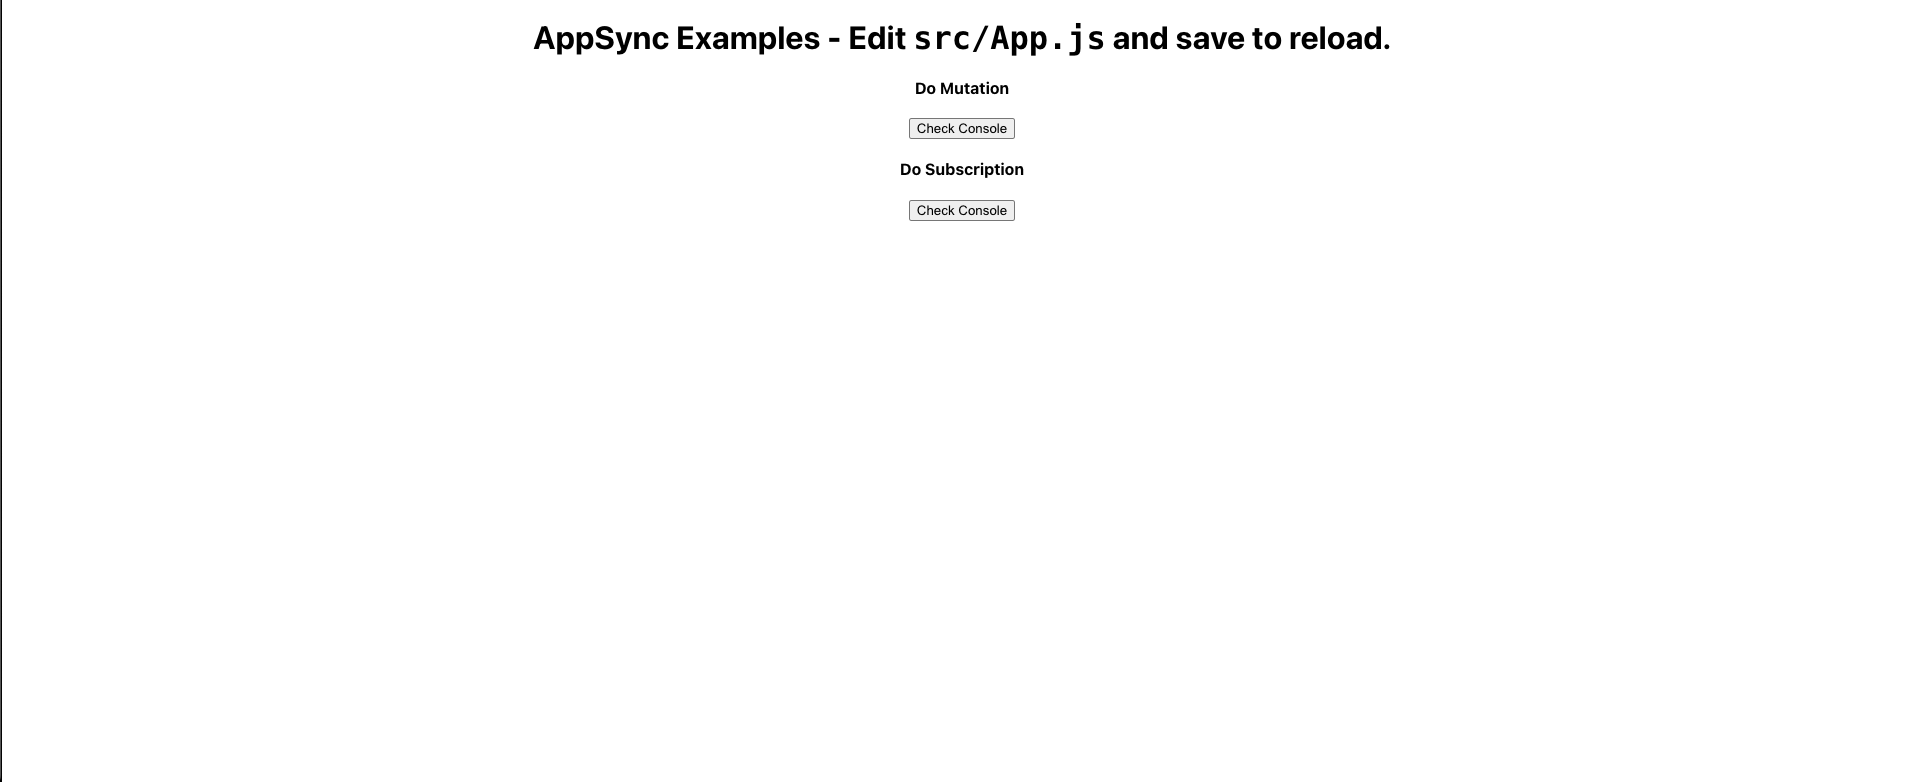 AppSync Examples - Edit src/App.js and save to reload.
Do Mutation
Check Console
Do Subscription
Check Console